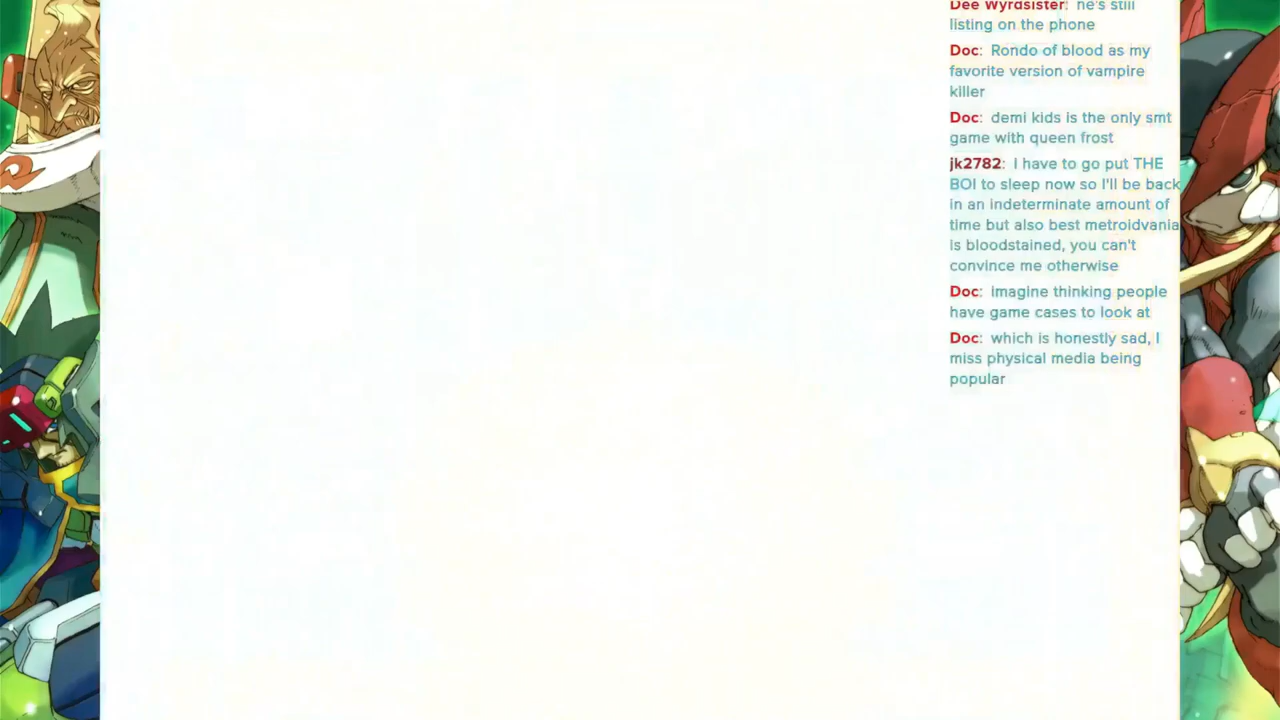 Dee Wyrdsister: he's still
listing on the phone
Doc: Rondo of blood as my
favorite version of vampire
killer
Doc: demi kids is the only smt
game with queen frost
jk2782: I have to go put THE
BOI to sleep now so I'll be back
in an indeterminate amount of
time but also best metroidvania
is bloodstained, you can't
convince me otherwise
Doc: imagine thinking people
have game cases to look at
Doc: which is honestly sad, I
miss physical media being
popular